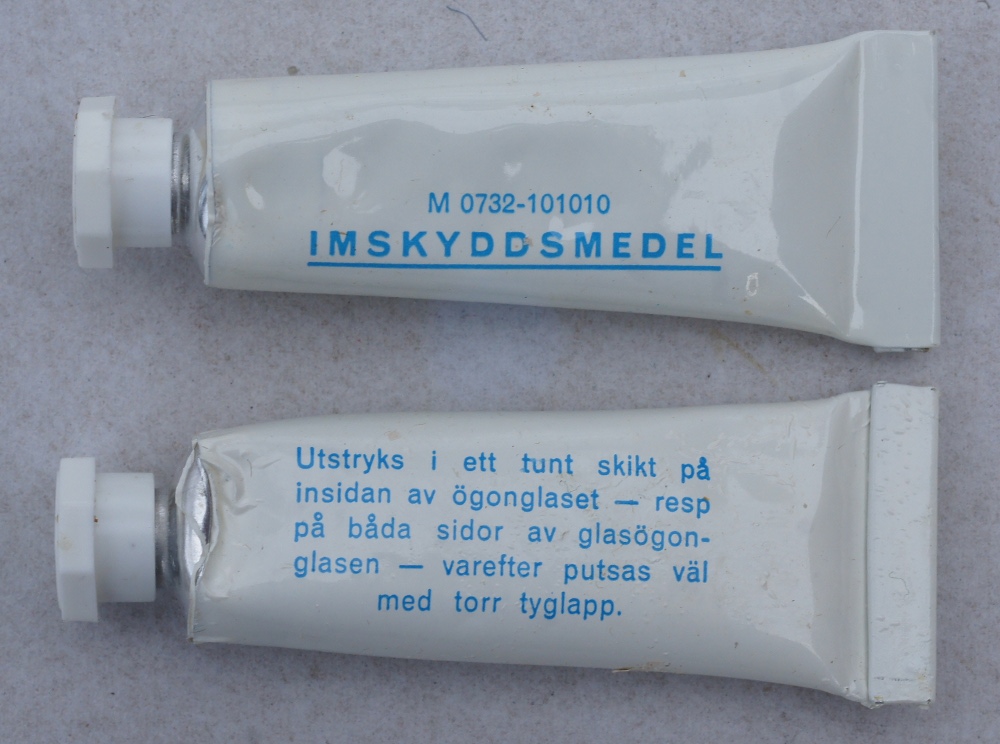 M 0732-101010
IMSKYDDSMEDEL
Utstryks i ett tunt skikt på
insidan av ögonglaset — resp
på båda sidor av glasögon-
glasen — varefter putsas väl
med torr tyglapp.